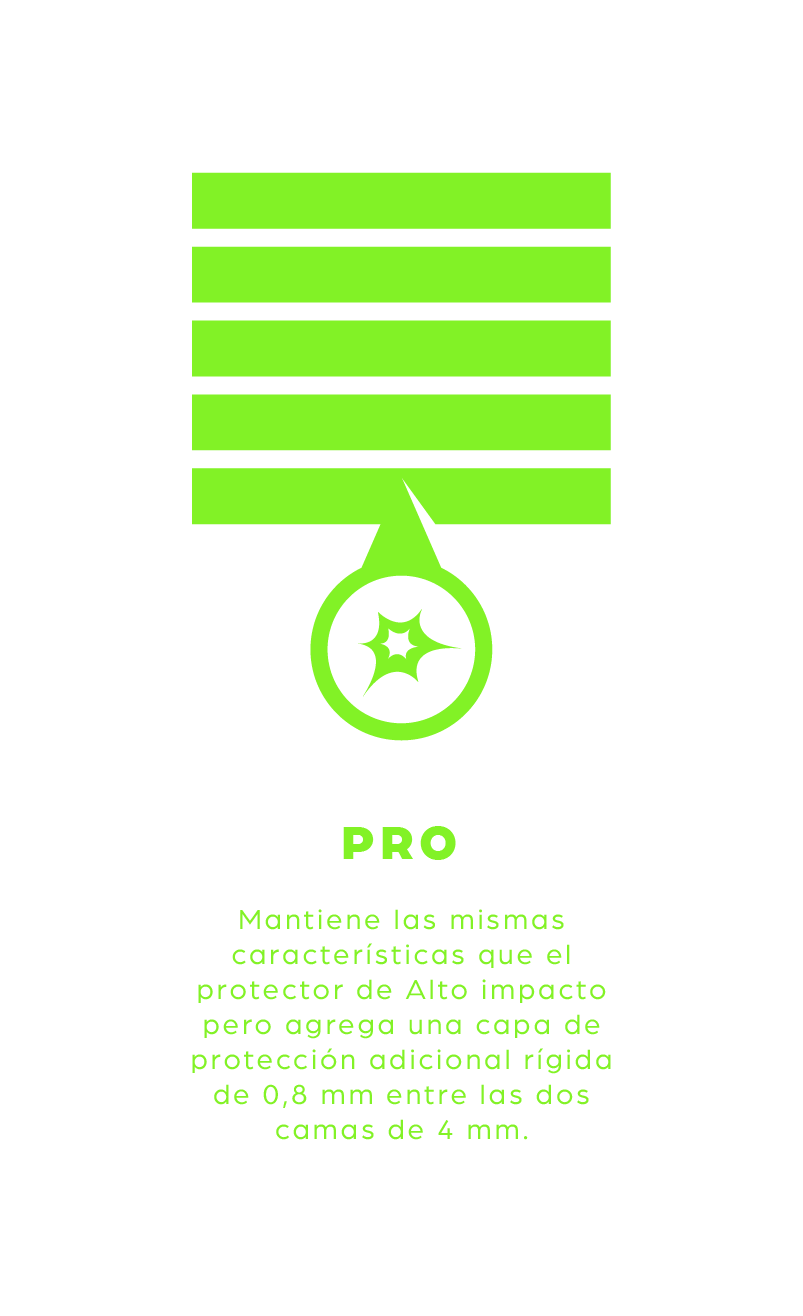 PRO
Mantiene las mismas
características que el
protector de Alto impacto
pero agrega una capa de
protección adicional rígida
de 0,8 mm entre las dos
camas de 4 mm.